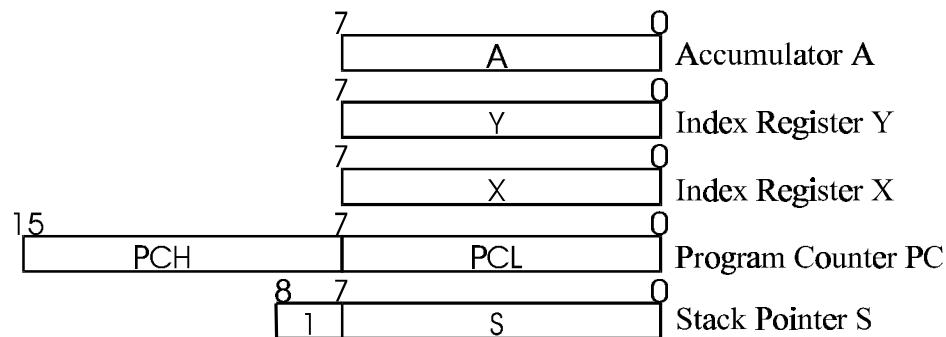 7 0
A Accumulator A
7 0
Y Index Register Y
7 0
X Index Register X
15 7 0
PCH PCL Program Counter PC
8 7 0
1 S Stack Pointer S